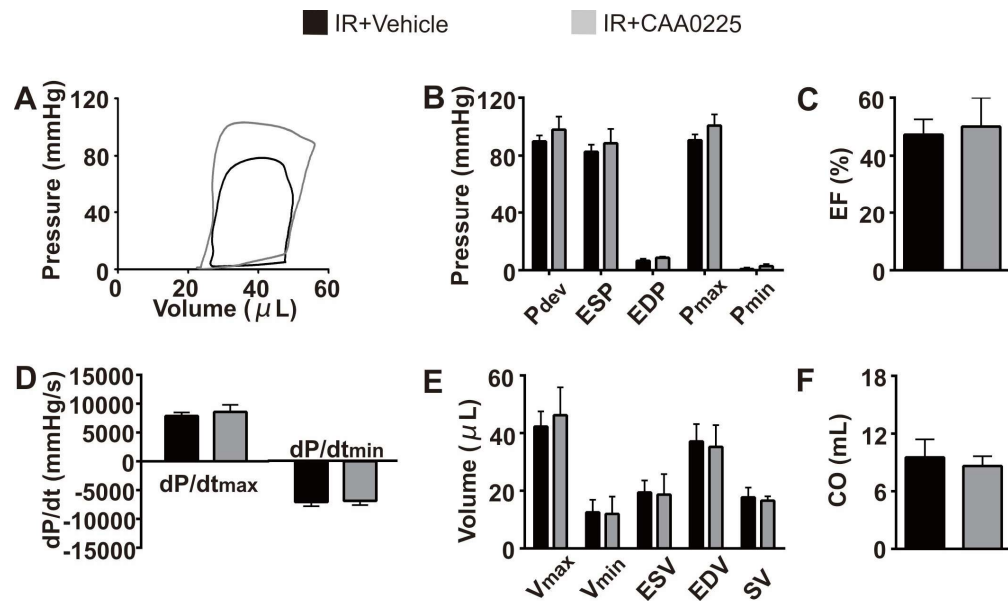 IR+Vehicle IR+CAA0225
A
Pressure (mmHg)
120
80
40
0
0 20 40 60
Volume (μL)
B
Pressure (mmHg)
120
80
40
0
Pdev ESP EDP Pmax Pmin
C
EF (%)
60
40
20
0
D
dP/dt (mmHg/s)
15000
10000
5000
0
-5000
-10000
-15000
dP/dtmin
dP/dtmax
E
Volume (μL)
60
40
20
0
Vmax Vmin ESV EDV SV
F
CO (mL)
18
12
6
0